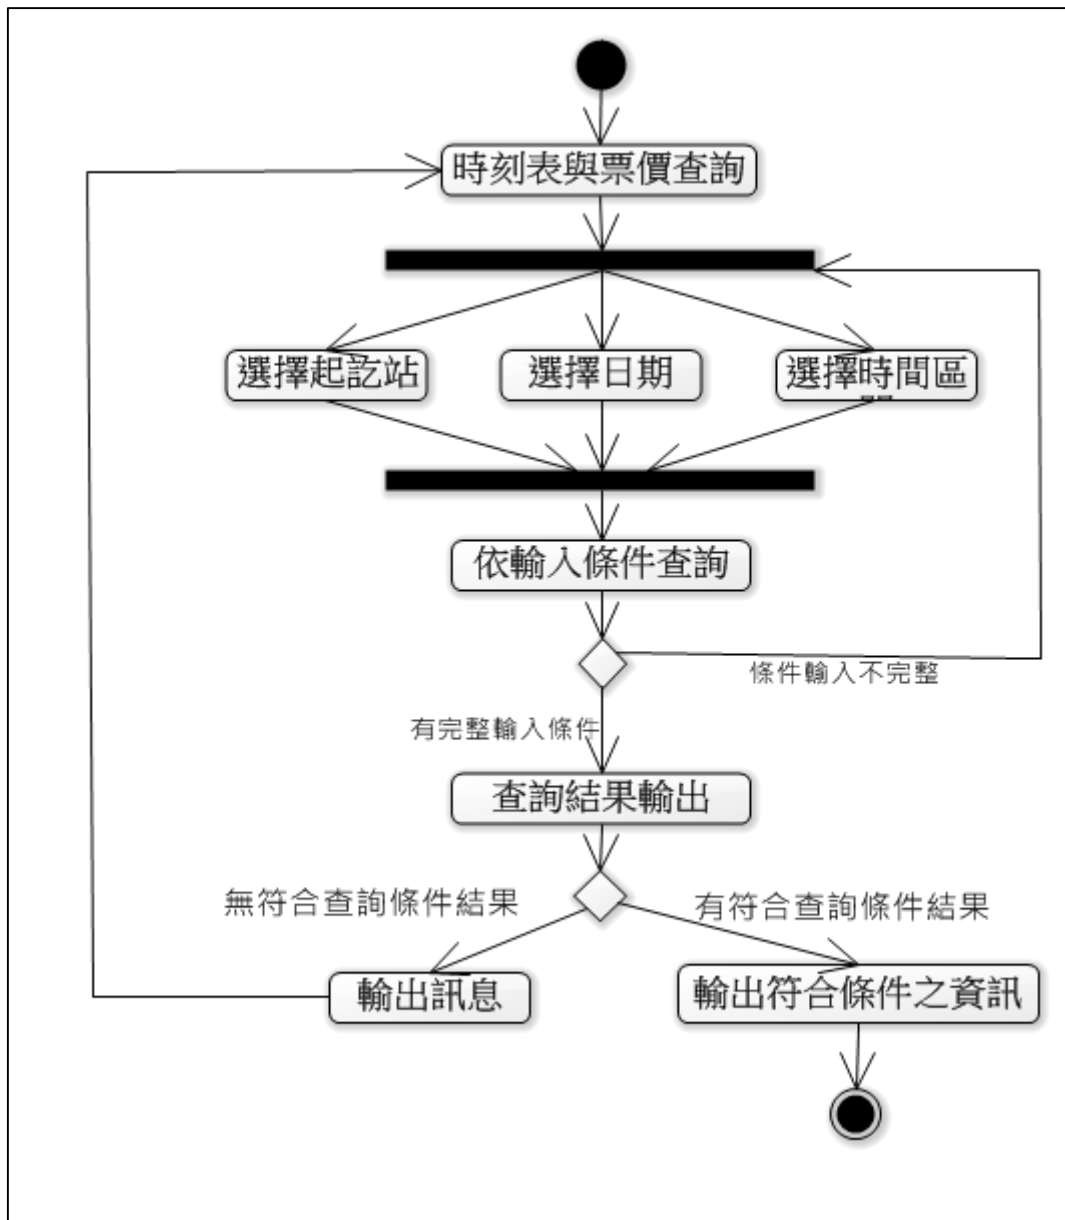 時刻表與票價查詢
選擇起訖站
選擇日期
選擇時間區
依輸入條件查詢
條件輸入不完整
有完整輸入條件
查詢結果輸出
無符合查詢條件結果
有符合查詢條件結果
輸出訊息
輸出符合條件之資訊